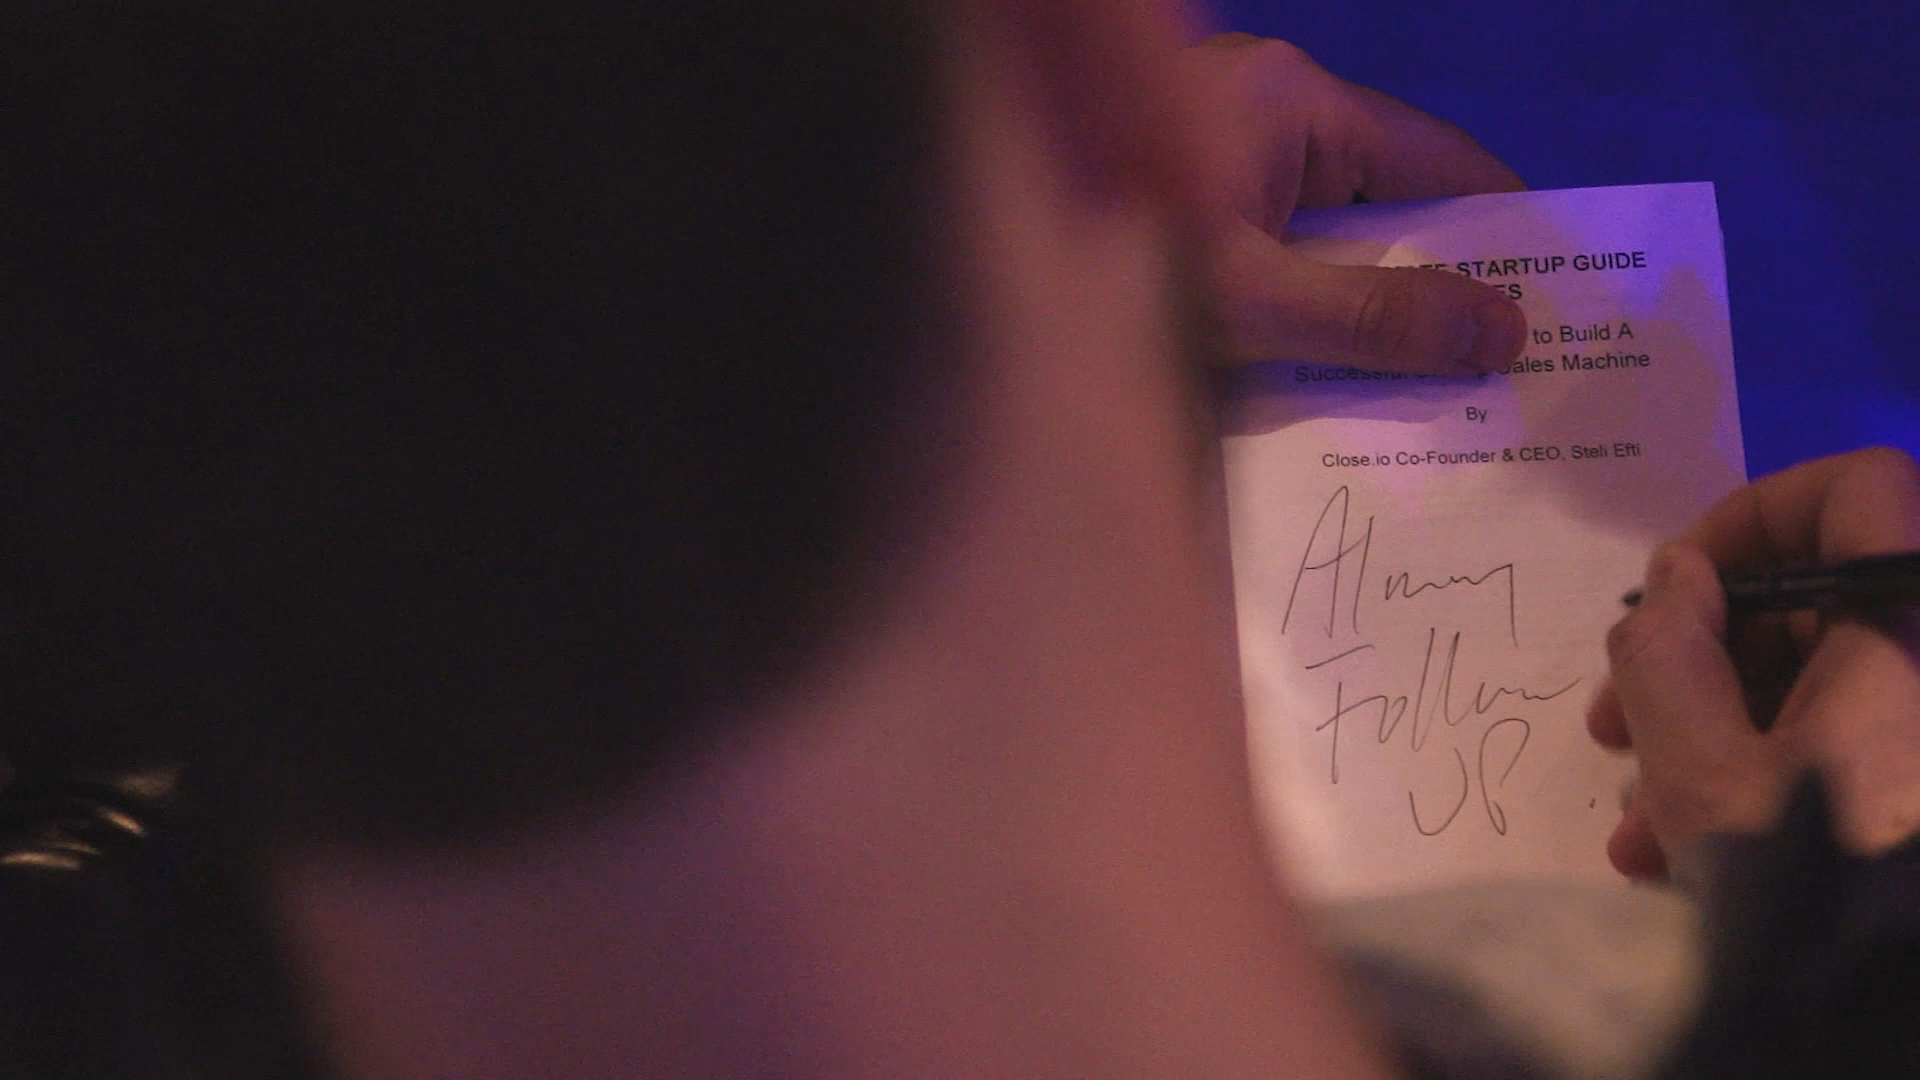 STARTUP GUIDE
to Build A
Sales Machine
By
Close.io Co-Founder & CEO, Steli Efti
Always
Follow
UP